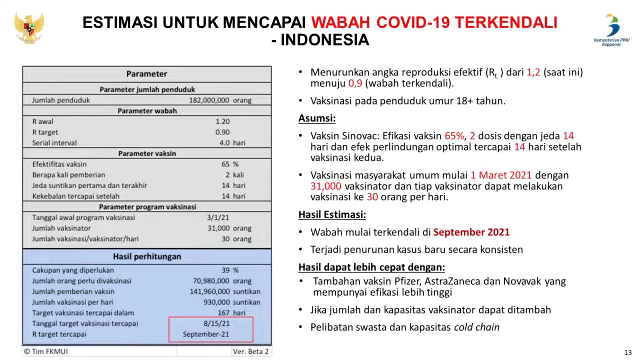 ESTIMASI UNTUK MENCAPAI WABAH COVID-19 TERKENDALI
- INDONESIA
Kementerian PPN/
Bappenas
Parameter
Parameter jumlah penduduk
Jumlah penduduk 182,000,000 orang
Parameter wabah
R awal 1.20
R target 0.90
Serial interval 4.0 hari
Parameter vaksin
Efektifitas vaksin 65 %
Berapa kali pemberian 2 kali
Jeda suntikan pertama dan terakhir 14 hari
Kekebalan tercapai setelah 14 hari
Parameter program vaksinasi
Tanggal awal program vaksinasi 3/1/21
Jumlah vaksinator 31,000 orang
Jumlah vaksinasi/vaksinator/hari 30 orang
Hasil perhitungan
Cakupan yang diperlukan 39 %
Jumlah orang perlu divaksinasi 70,980,000 orang
Jumlah pemberian vaksin 141,960,000 suntikan
Jumlah vaksinasi per hari 930,000 suntikan
Target vaksinasi tercapai dalam 167 hari
Tanggal target vaksinasi tercapai 8/15/21
R target tercapai September-21
© Tim FKMUI Ver. Beta 2
• Menurunkan angka reproduksi efektif (Rt ) dari 1,2 (saat ini)
menuju 0,9 (wabah terkendali).
• Vaksinasi pada penduduk umur 18+ tahun.
Asumsi:
• Vaksin Sinovac: Efikasi vaksin 65%, 2 dosis dengan jeda 14
hari dan efek perlindungan optimal tercapai 14 hari setelah
vaksinasi kedua.
• Vaksinasi masyarakat umum mulai 1 Maret 2021 dengan
31,000 vaksinator dan tiap vaksinator dapat melakukan
vaksinasi ke 30 orang per hari.
Hasil Estimasi:
• Wabah mulai terkendali di September 2021
• Terjadi penurunan kasus baru secara konsisten
Hasil dapat lebih cepat dengan:
• Tambahan vaksin Pfizer, AstraZaneca dan Novavak yang
mempunyai efikasi lebih tinggi
• Jika jumlah dan kapasitas vaksinator dapat ditambah
• Pelibatan swasta dan kapasitas cold chain
13